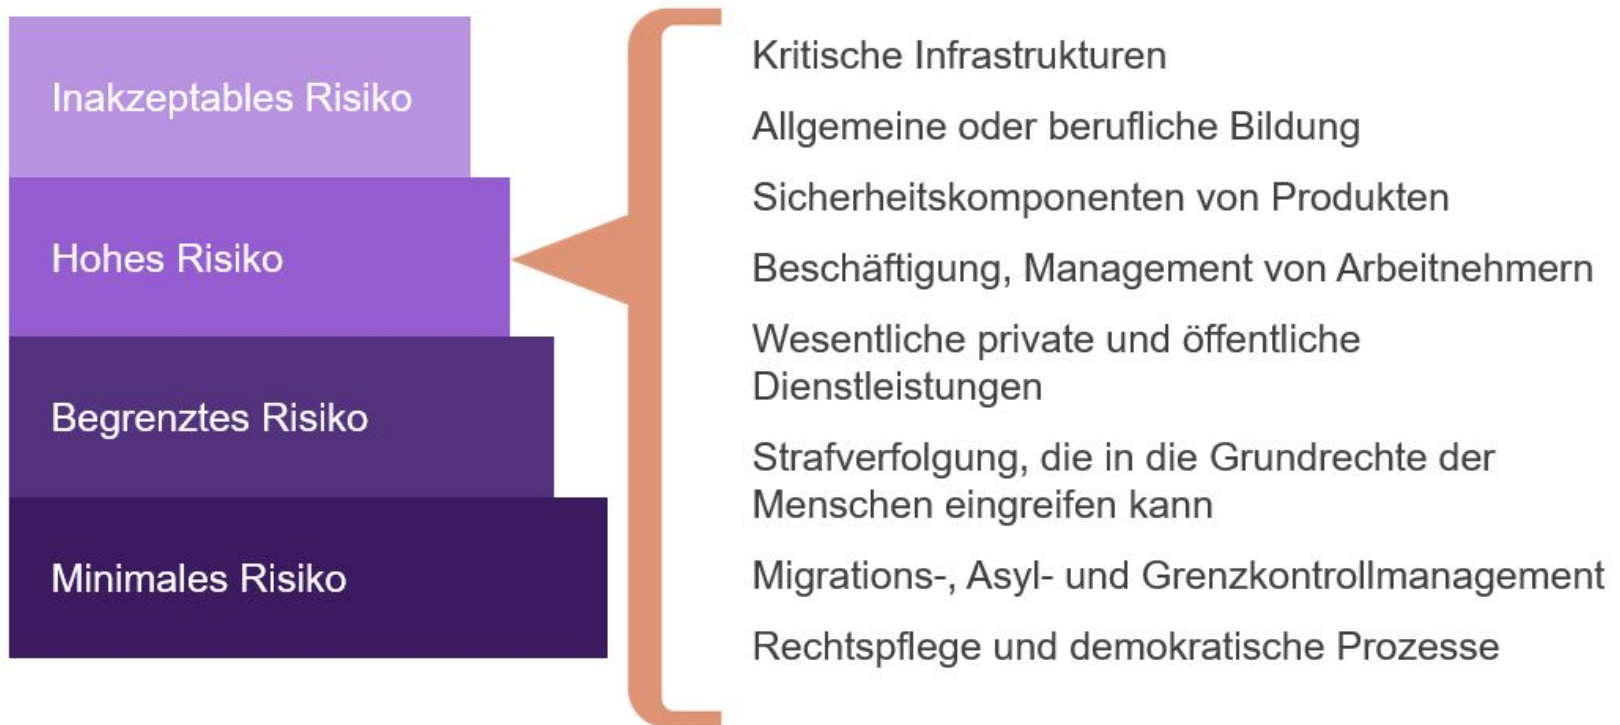 Inakzeptables Risiko
Hohes Risiko
Begrenztes Risiko
Minimales Risiko
Kritische Infrastrukturen
Allgemeine oder berufliche Bildung
Sicherheitskomponenten von Produkten
Beschäftigung, Management von Arbeitnehmern
Wesentliche private und öffentliche
Dienstleistungen
Strafverfolgung, die in die Grundrechte der
Menschen eingreifen kann
Migrations-, Asyl- und Grenzkontrollmanagement
Rechtspflege und demokratische Prozesse